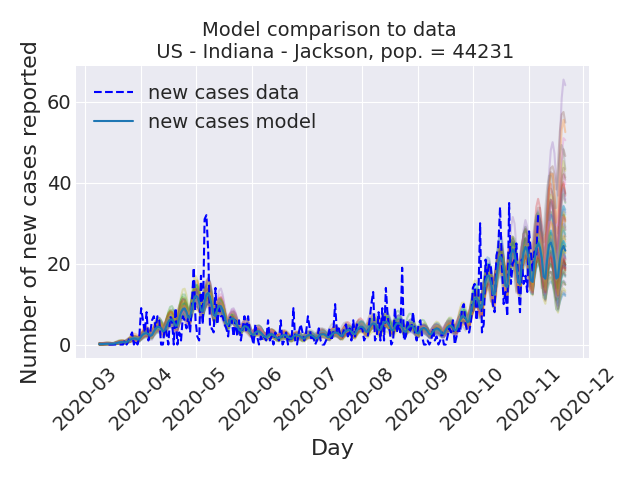 Model comparison to data
US - Indiana - Jackson, pop. = 44231
Number of new cases reported
60
40
20
0
new cases data
new cases model
2020-03
2020-04
2020-05
2020-06
2020-07
2020-08
2020-09
2020-10
2020-11
2020-12
Day